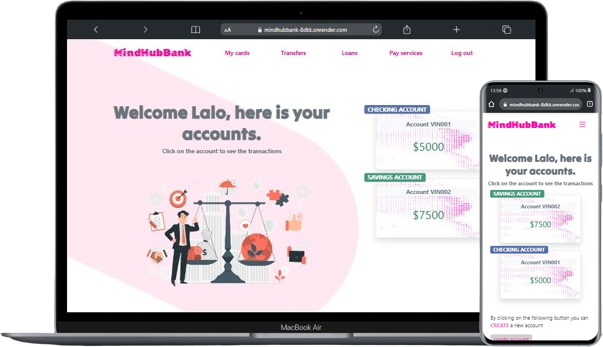 AA mindhubbank-8dkk.onrender.com
MindHubBank My cards Transfers Loans Pay services Log out
Welcome Lalo, here is your
accounts.
Click on the account to see the transactions
CHECKING ACCOUNT
Account VIN001
$5000
SAVINGS ACCOUNT
Account VIN002
$7500
$
MacBook Air
13:58 100%
mindhubbank-8dkk.onrender.co
MindHubBank
Welcome Lalo, here is
your accounts.
Click on the account to see the transactions
SAVINGS ACCOUNT
Account VIN002
$7500
CHECKING ACCOUNT
Account VIN001
$5000
By clicking on the following button you can
CREATE a new account